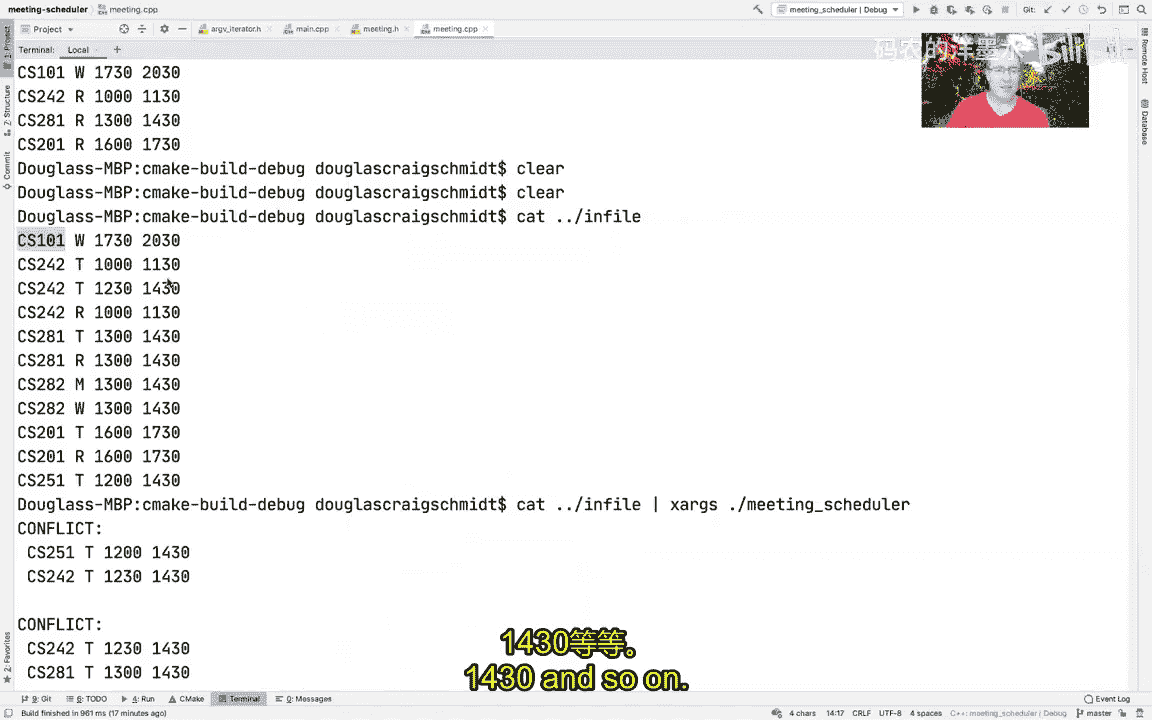 meeting-scheduler
meeting.cpp
meeting_scheduler | Debug
Git:
Project
argv_iterator.h
main.cpp
meeting.h
meeting.cpp
Terminal:
Local
+
CS101 W 1730 2030
CS242 R 1000 1130
CS281 R 1300 1430
CS201 R 1600 1730
Douglass-MBP:cmake-build-debug douglascraigschmidt$ clear
Douglass-MBP:cmake-build-debug douglascraigschmidt$ clear
Douglass-MBP:cmake-build-debug douglascraigschmidt$ cat ../infile
CS101 W 1730 2030
CS242 T 1000 1130
CS242 T 1230 1430
CS242 R 1000 1130
CS281 T 1300 1430
CS281 R 1300 1430
CS282 M 1300 1430
CS282 W 1300 1430
CS201 T 1600 1730
CS201 R 1600 1730
CS251 T 1200 1430
Douglass-MBP:cmake-build-debug douglascraigschmidt$ cat ../infile | xargs ./meeting_scheduler
CONFLICT:
CS251 T 1200 1430
CS242 T 1230 1430
CONFLICT:
CS242 T 1230 1430
CS281 T 1300 1430
1430等等。
1430 and so on.
1: Project
7: Structure
Commit
2: Favorites
Remote Host
Database
码农的洋墨水
9: Git
6: TODO
4: Run
CMake
Terminal
0: Messages
Event Log
Build finished in 961 ms (17 minutes ago)
4 chars
14:17
CRLF
UTF-8
4 spaces
C++: meeting_scheduler | Debug
master